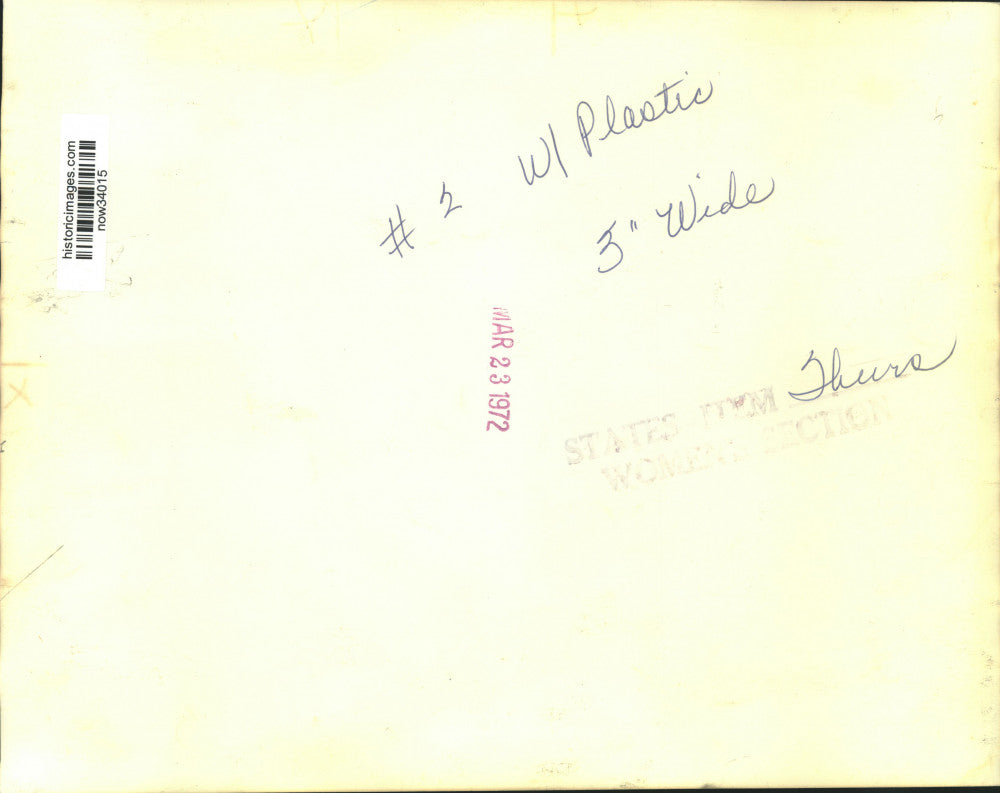 # 2 W/ Plastic
3" Wide
historicimages.com
now34015
MAR 23 1972
Thurs
STATES-ITEM
WOMEN'S SECTION